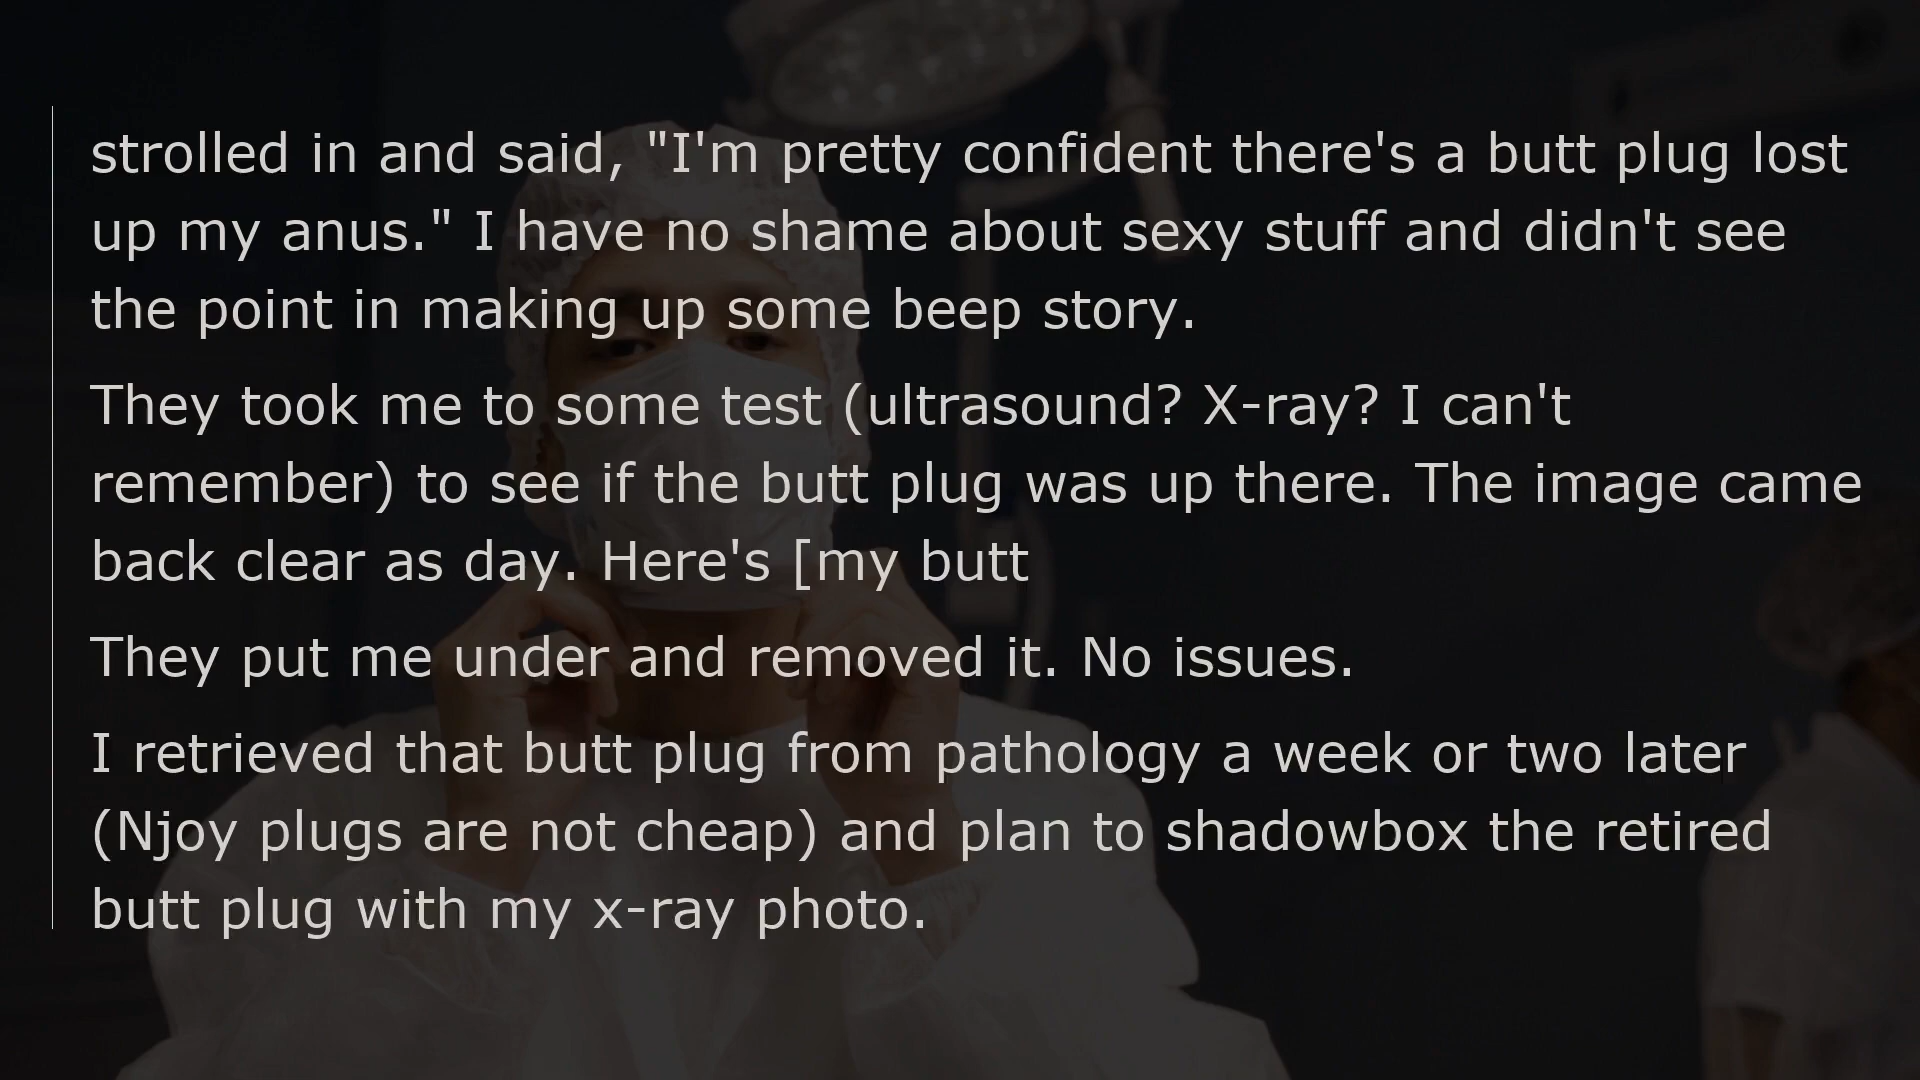 strolled in and said, "I'm pretty confident there's a butt plug lost
up my anus." I have no shame about sexy stuff and didn't see
the point in making up some beep story.
They took me to some test (ultrasound? X-ray? I can't
remember) to see if the butt plug was up there. The image came
back clear as day. Here's [my butt
They put me under and removed it. No issues.
I retrieved that butt plug from pathology a week or two later
(Njoy plugs are not cheap) and plan to shadowbox the retired
butt plug with my x-ray photo.